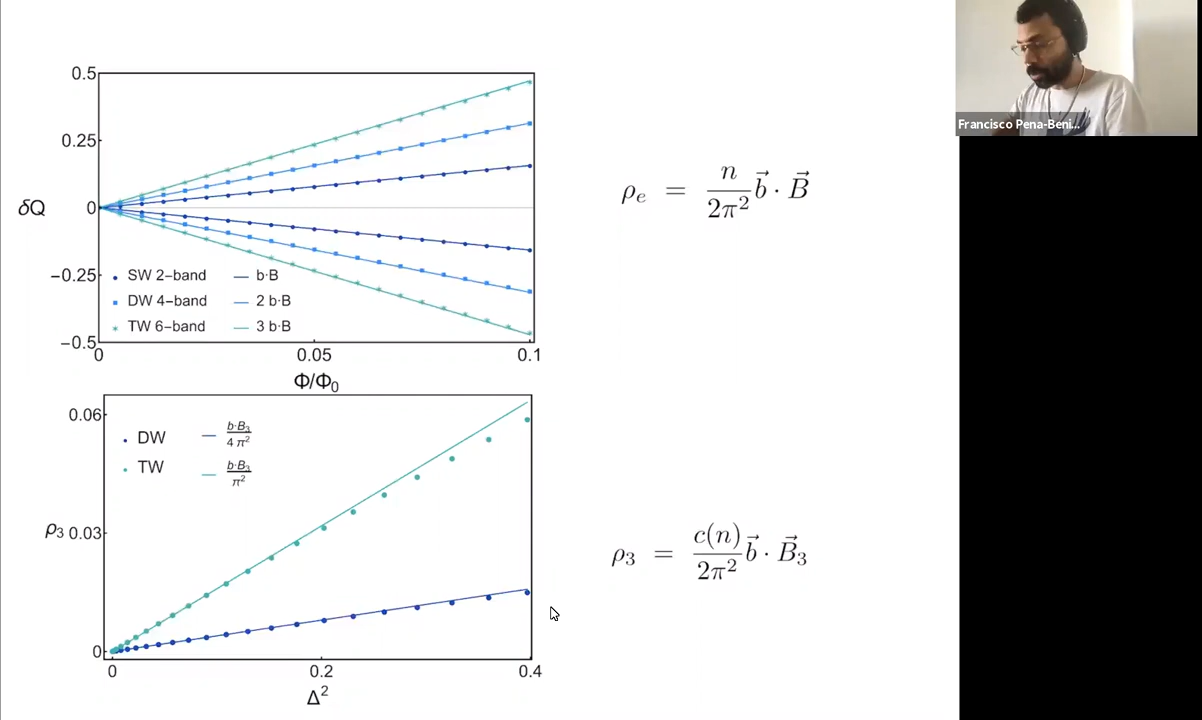 0.5
0.25
δQ 0
−0.25
−0.5
SW 2−band b·B
DW 4−band 2 b·B
TW 6−band 3 b·B
0 0.05 0.1
Φ/Φ₀
ρₑ = n/2π² b⃗ · B⃗
0.06
ρ₃ 0.03
0
DW b·B₃/4 π²
TW b·B₃/π²
0 0.2 0.4
Δ²
ρ₃ = c(n)/2π² b⃗ · B⃗₃
Francisco Pena-Beni...